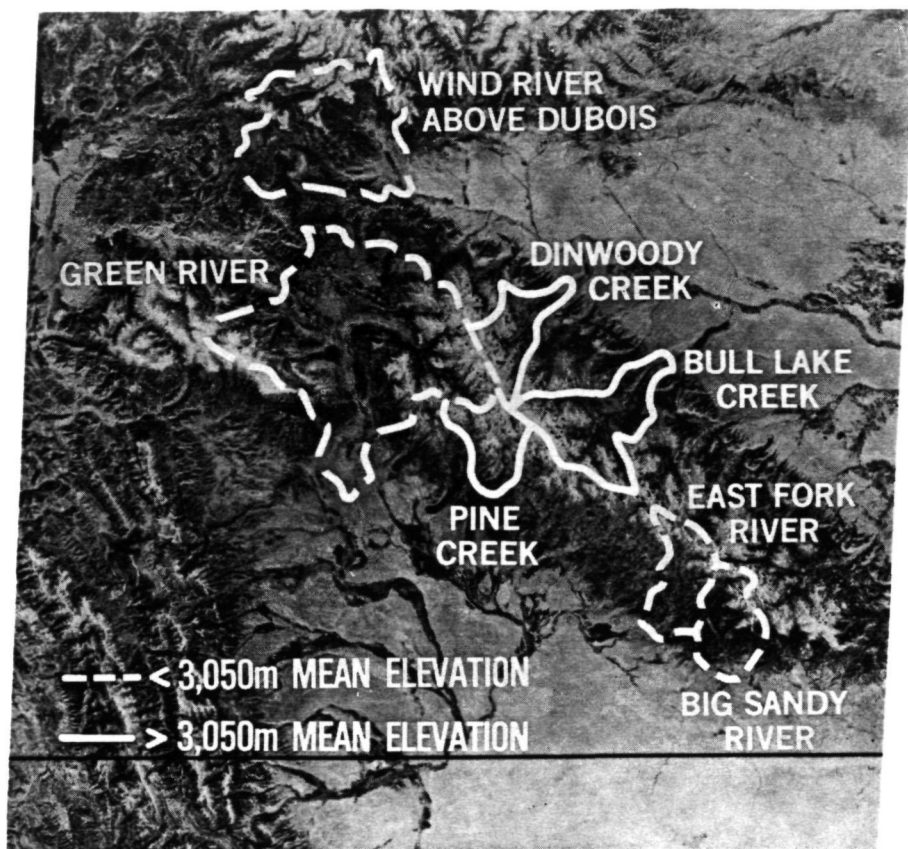 WIND RIVER
ABOVE DUBOIS
GREEN RIVER
DINWOODY
CREEK
BULL LAKE
CREEK
PINE
CREEK
EAST FORK
RIVER
BIG SANDY
RIVER
< 3,050m MEAN ELEVATION
> 3,050m MEAN ELEVATION